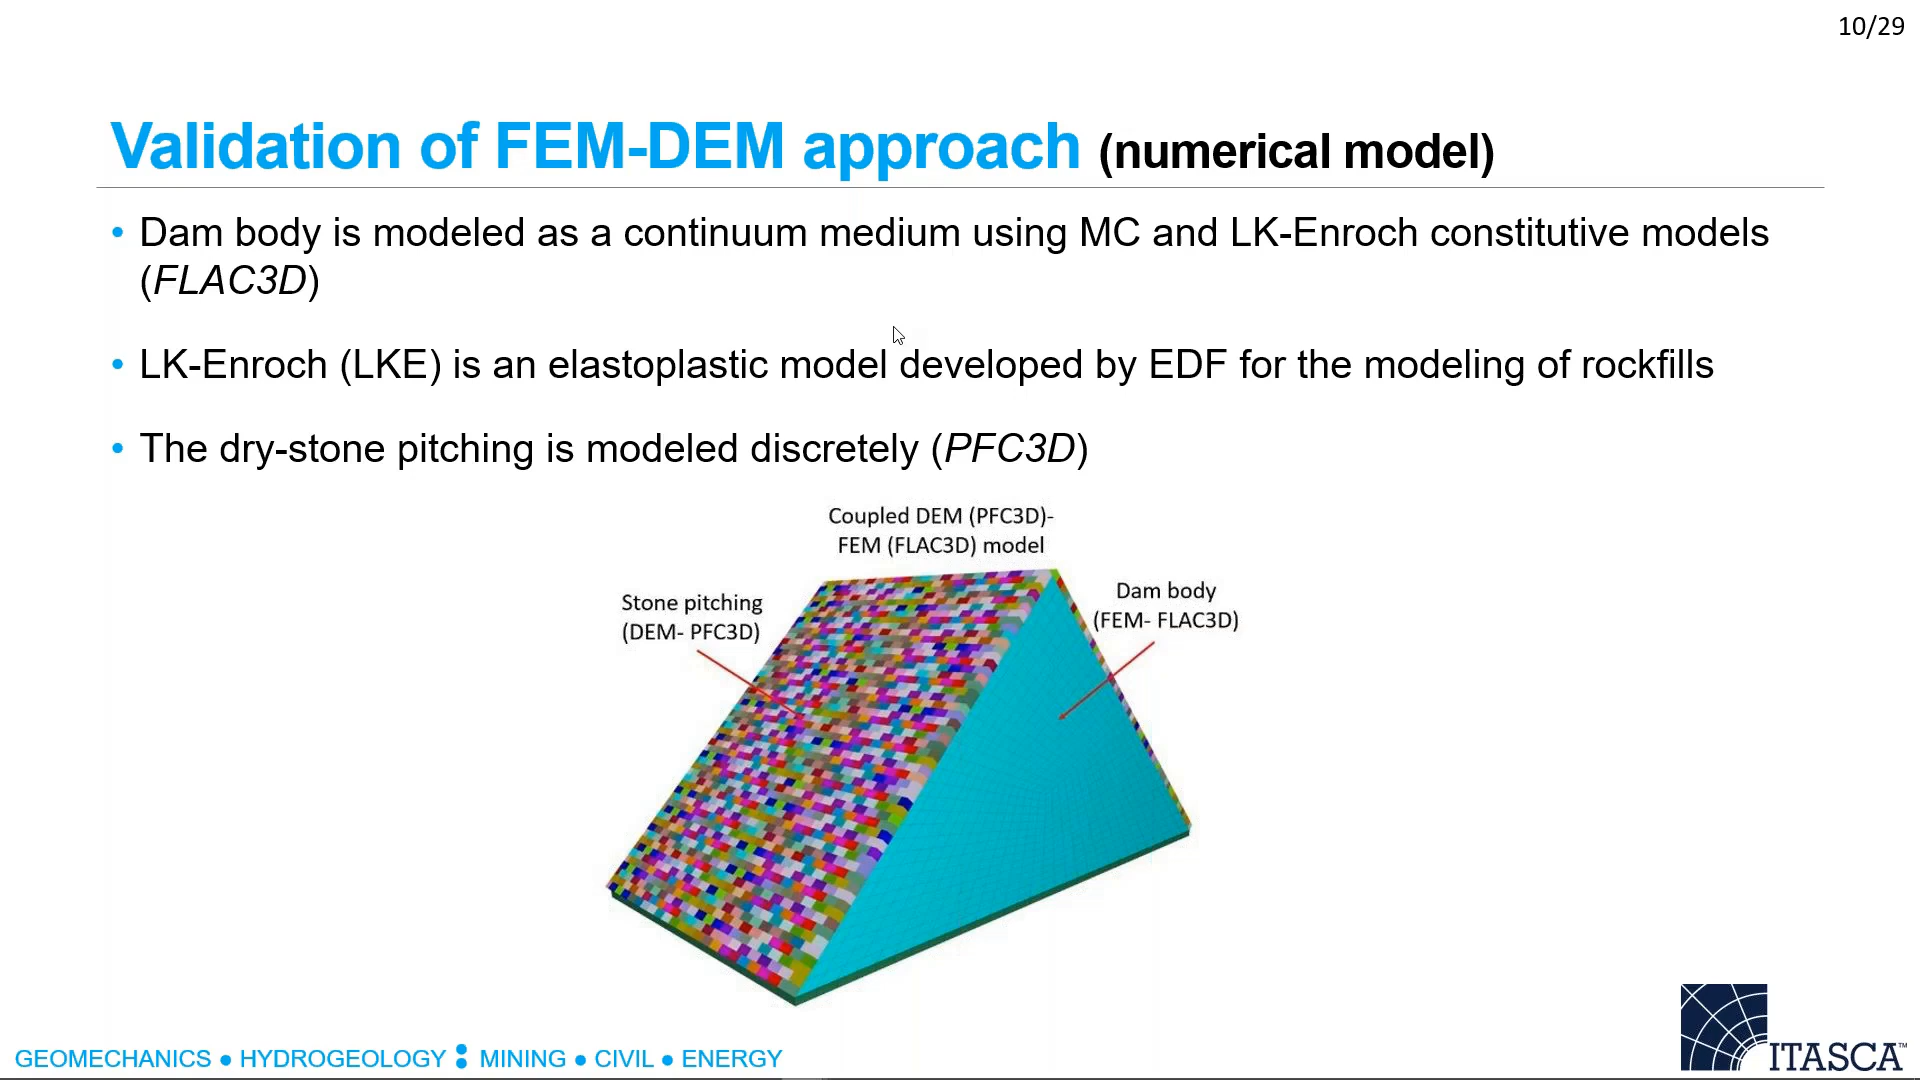 10/29
Validation of FEM-DEM approach (numerical model)
• Dam body is modeled as a continuum medium using MC and LK-Enroch constitutive models
(FLAC3D)
• LK-Enroch (LKE) is an elastoplastic model developed by EDF for the modeling of rockfills
• The dry-stone pitching is modeled discretely (PFC3D)
Coupled DEM (PFC3D)-
FEM (FLAC3D) model
Stone pitching
(DEM- PFC3D)
Dam body
(FEM- FLAC3D)
GEOMECHANICS ● HYDROGEOLOGY : MINING ● CIVIL ● ENERGY
ITASCA™